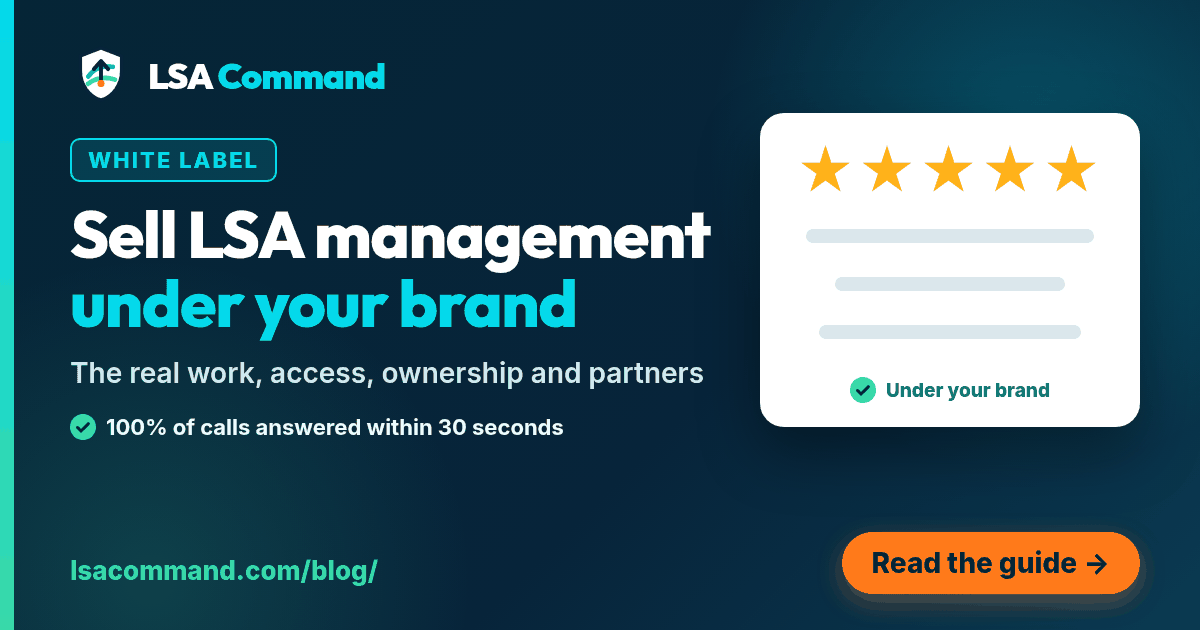 LSA Command
WHITE LABEL
Sell LSA management
under your brand
The real work, access, ownership and partners
100% of calls answered within 30 seconds
Under your brand
lsacommand.com/blog/
Read the guide →